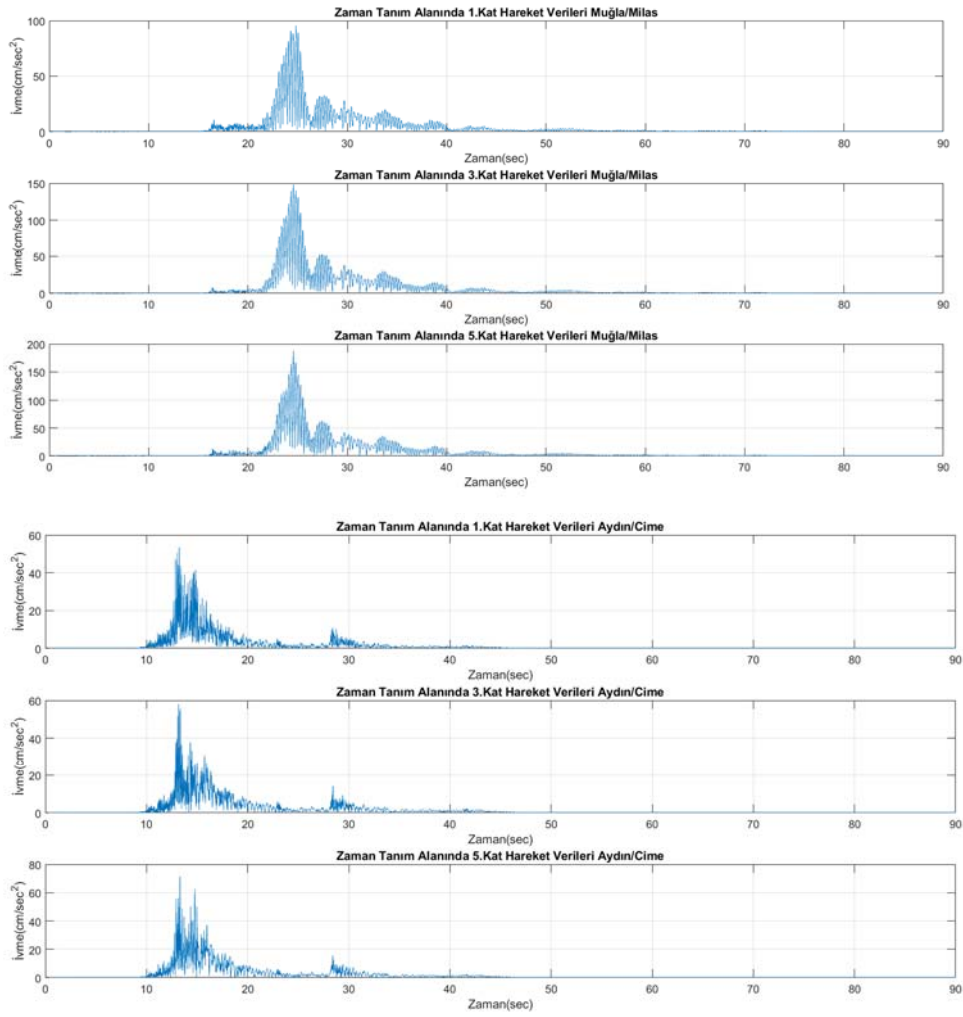 Zaman Tanım Alanında 1.Kat Hareket Verileri Muğla/Milas
100
50
0
İvme(cm/sec²)
0 10 20 30 40 50 60 70 80 90
Zaman(sec)
Zaman Tanım Alanında 3.Kat Hareket Verileri Muğla/Milas
150
100
50
0
İvme(cm/sec²)
0 10 20 30 40 50 60 70 80 90
Zaman(sec)
Zaman Tanım Alanında 5.Kat Hareket Verileri Muğla/Milas
200
150
100
50
0
İvme(cm/sec²)
0 10 20 30 40 50 60 70 80 90
Zaman(sec)
Zaman Tanım Alanında 1.Kat Hareket Verileri Aydın/Cime
60
40
20
0
İvme(cm/sec²)
0 10 20 30 40 50 60 70 80 90
Zaman(sec)
Zaman Tanım Alanında 3.Kat Hareket Verileri Aydın/Cime
60
40
20
0
İvme(cm/sec²)
0 10 20 30 40 50 60 70 80 90
Zaman(sec)
Zaman Tanım Alanında 5.Kat Hareket Verileri Aydın/Cime
80
60
40
20
0
İvme(cm/sec²)
0 10 20 30 40 50 60 70 80 90
Zaman(sec)